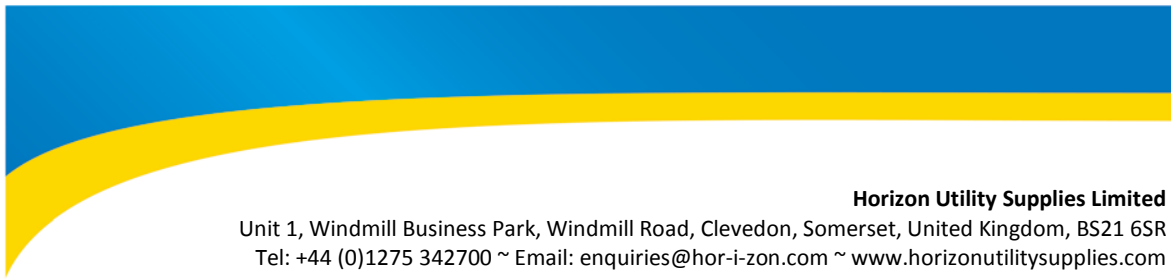 Horizon Utility Supplies Limited
Unit 1, Windmill Business Park, Windmill Road, Clevedon, Somerset, United Kingdom, BS21 6SR
Tel: +44 (0)1275 342700 ~ Email: enquiries@hor-i-zon.com ~ www.horizonutilitysupplies.com